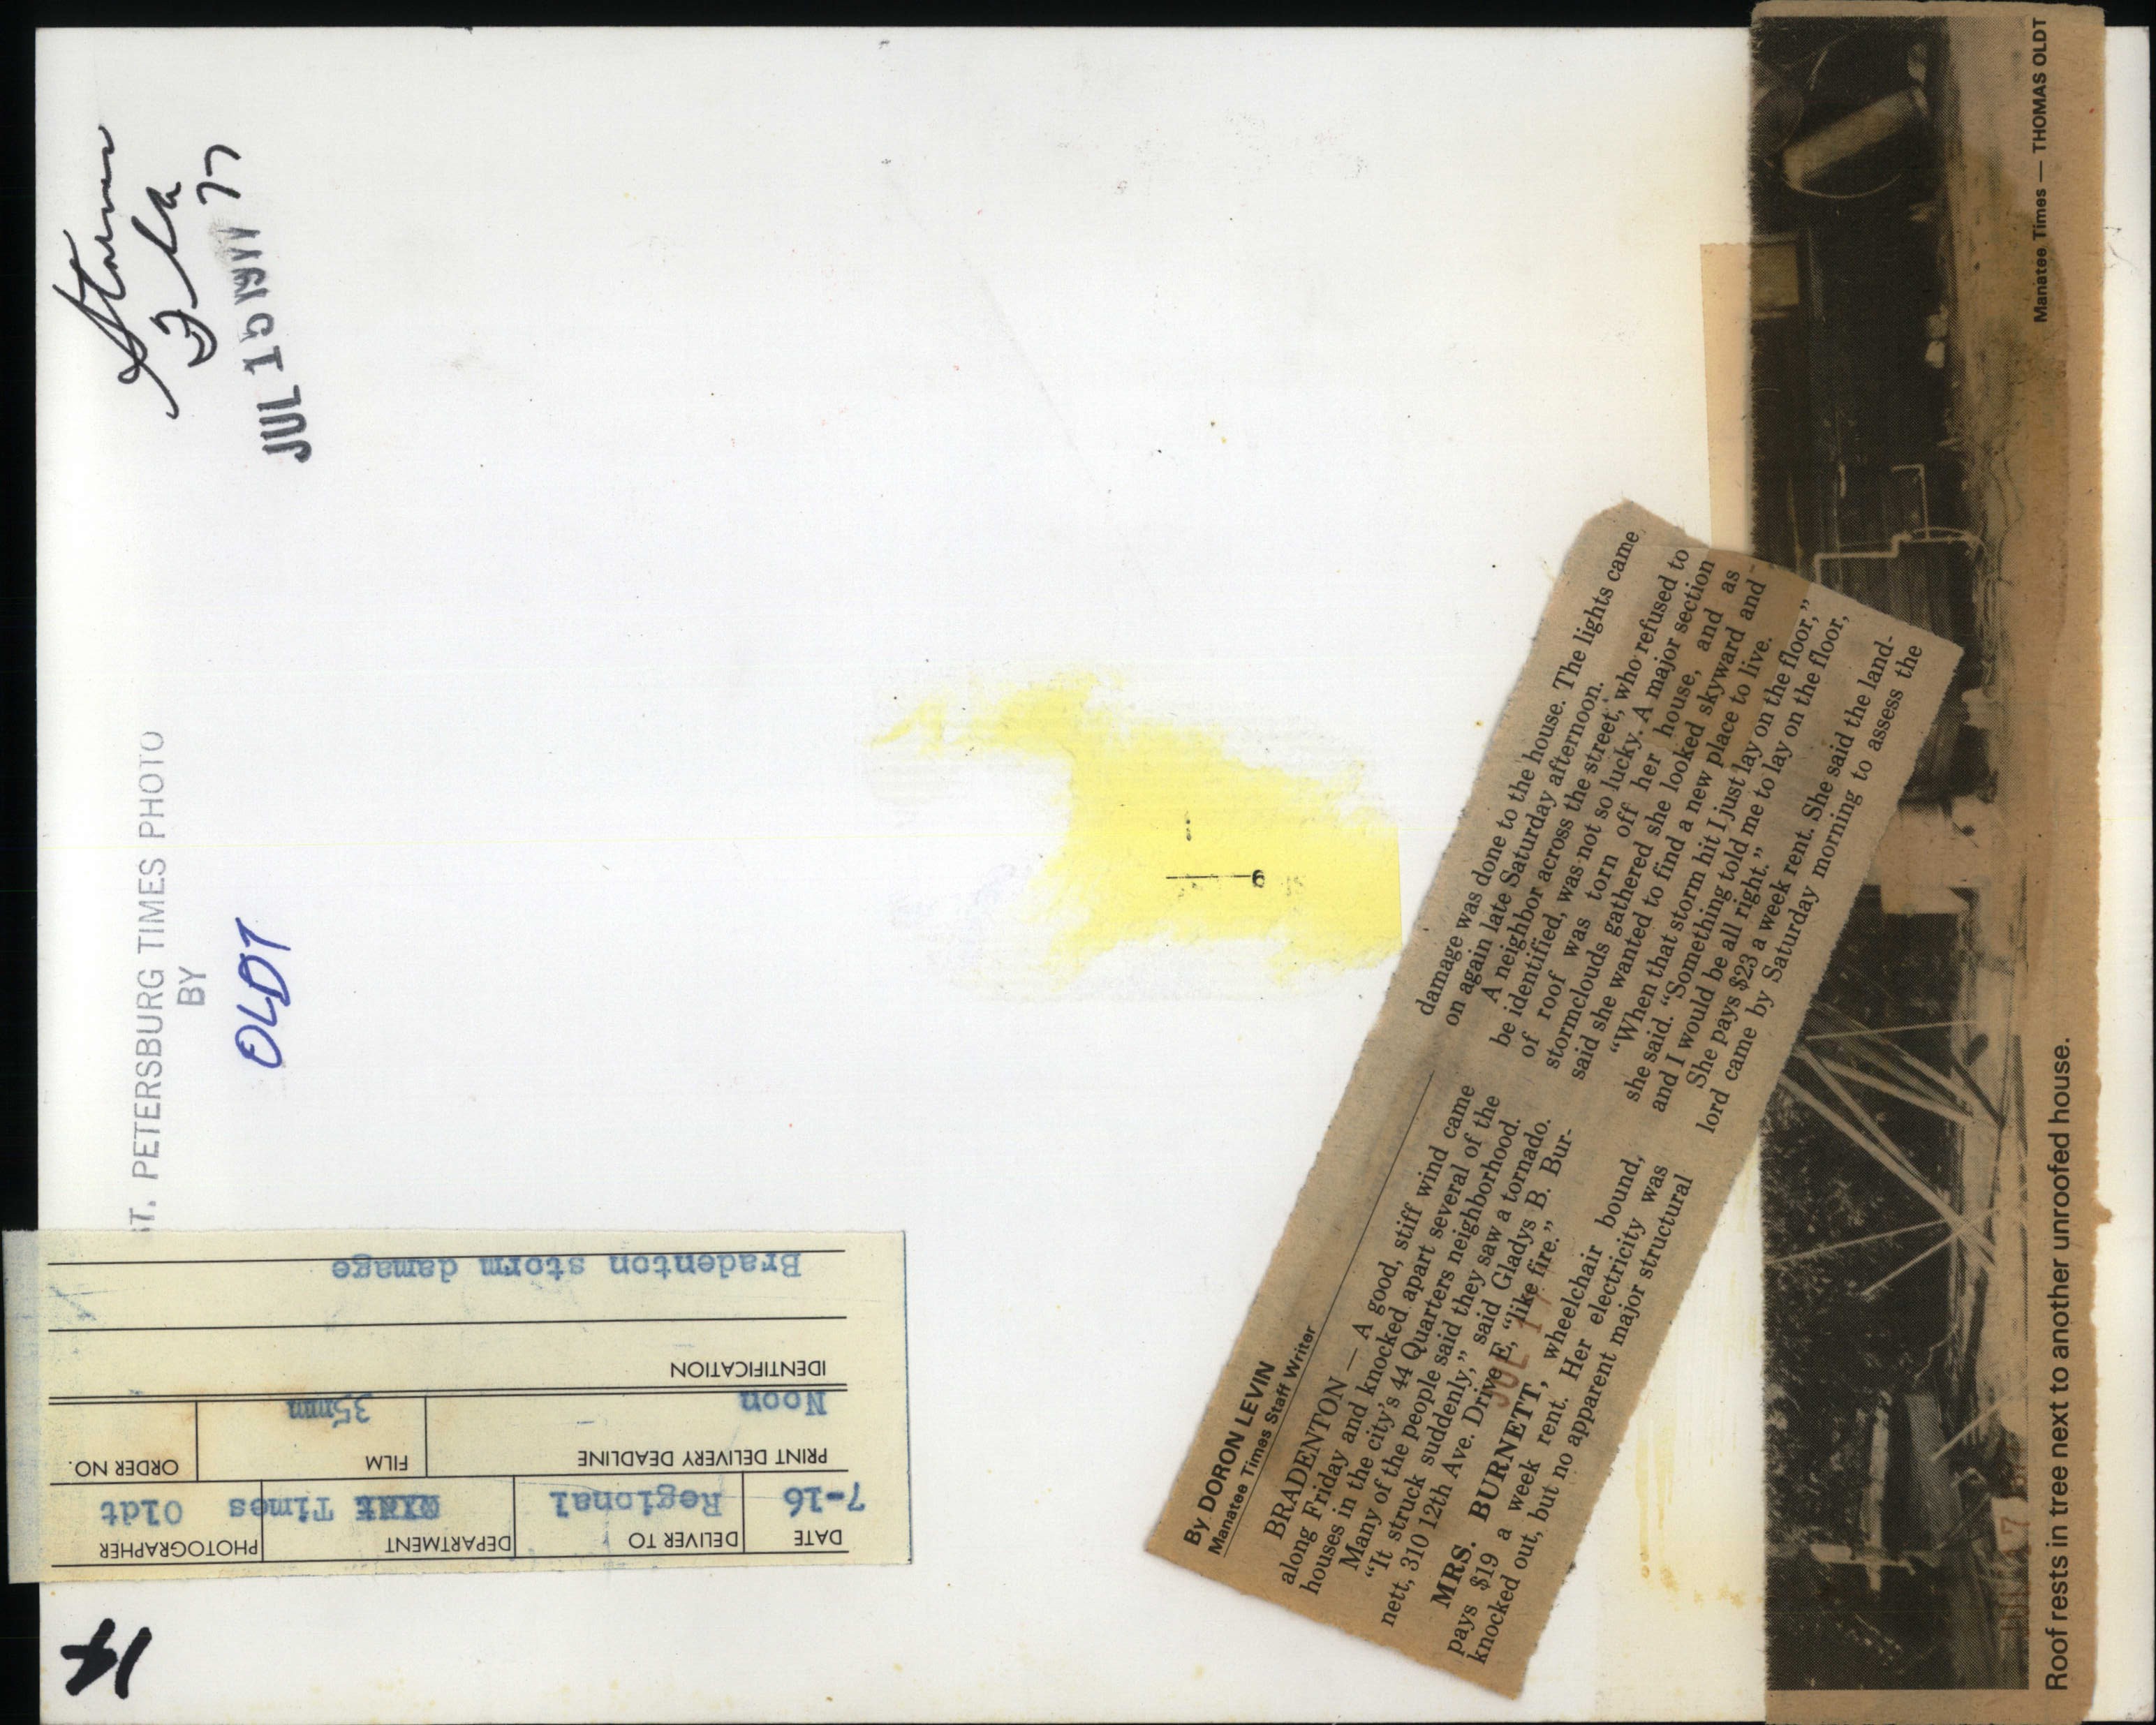 Storms
Fla
JUL 1 1977 77
ST. PETERSBURG TIMES PHOTO
BY
OLDT
DATE
7-16
DELIVER TO
Regional
DEPARTMENT
Times
PHOTOGRAPHER
Oldt
PRINT DELIVERY DEADLINE
Noon
FILM
35mm
ORDER NO.
IDENTIFICATION
Bradenton storm damage
6
By DORON LEVIN
Manatee Times Staff Writer
BRADENTON — A good, stiff wind came
along Friday and knocked apart several of the
houses in the city's 44 Quarters neighborhood.
Many of the people said they saw a tornado.
“It struck suddenly,” said Gladys B. Bur-
nett, 310 12th Ave. Drive E, “like fire.”
MRS. BURNETT, wheelchair bound,
pays $19 a week rent. Her electricity was
knocked out, but no apparent major structural
damage was done to the house. The lights came
on again late Saturday afternoon.
A neighbor across the street, who refused to
be identified, was not so lucky. A major section
of roof was torn off her house, and as
stormclouds gathered she looked skyward and
said she wanted to find a new place to live.
“When that storm hit I just lay on the floor,”
she said. “Something told me to lay on the floor,
and I would be all right.”
She pays $23 a week rent. She said the land-
lord came by Saturday morning to assess the
JUL 17
Manatee Times — THOMAS OLDT
Roof rests in tree next to another unroofed house.